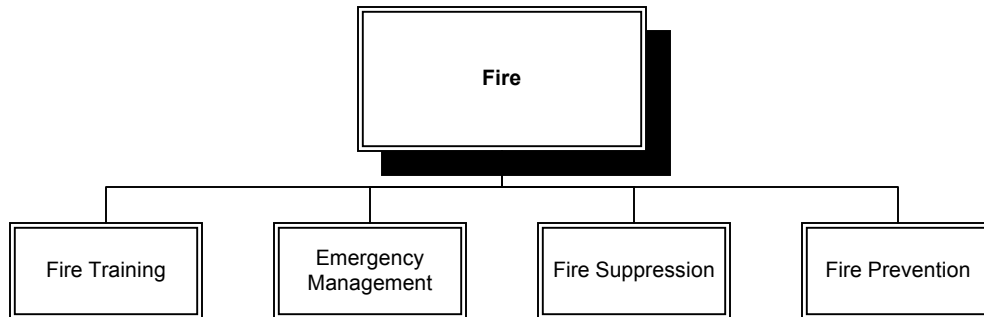 Fire
Fire Training
Emergency
Management
Fire Suppression
Fire Prevention